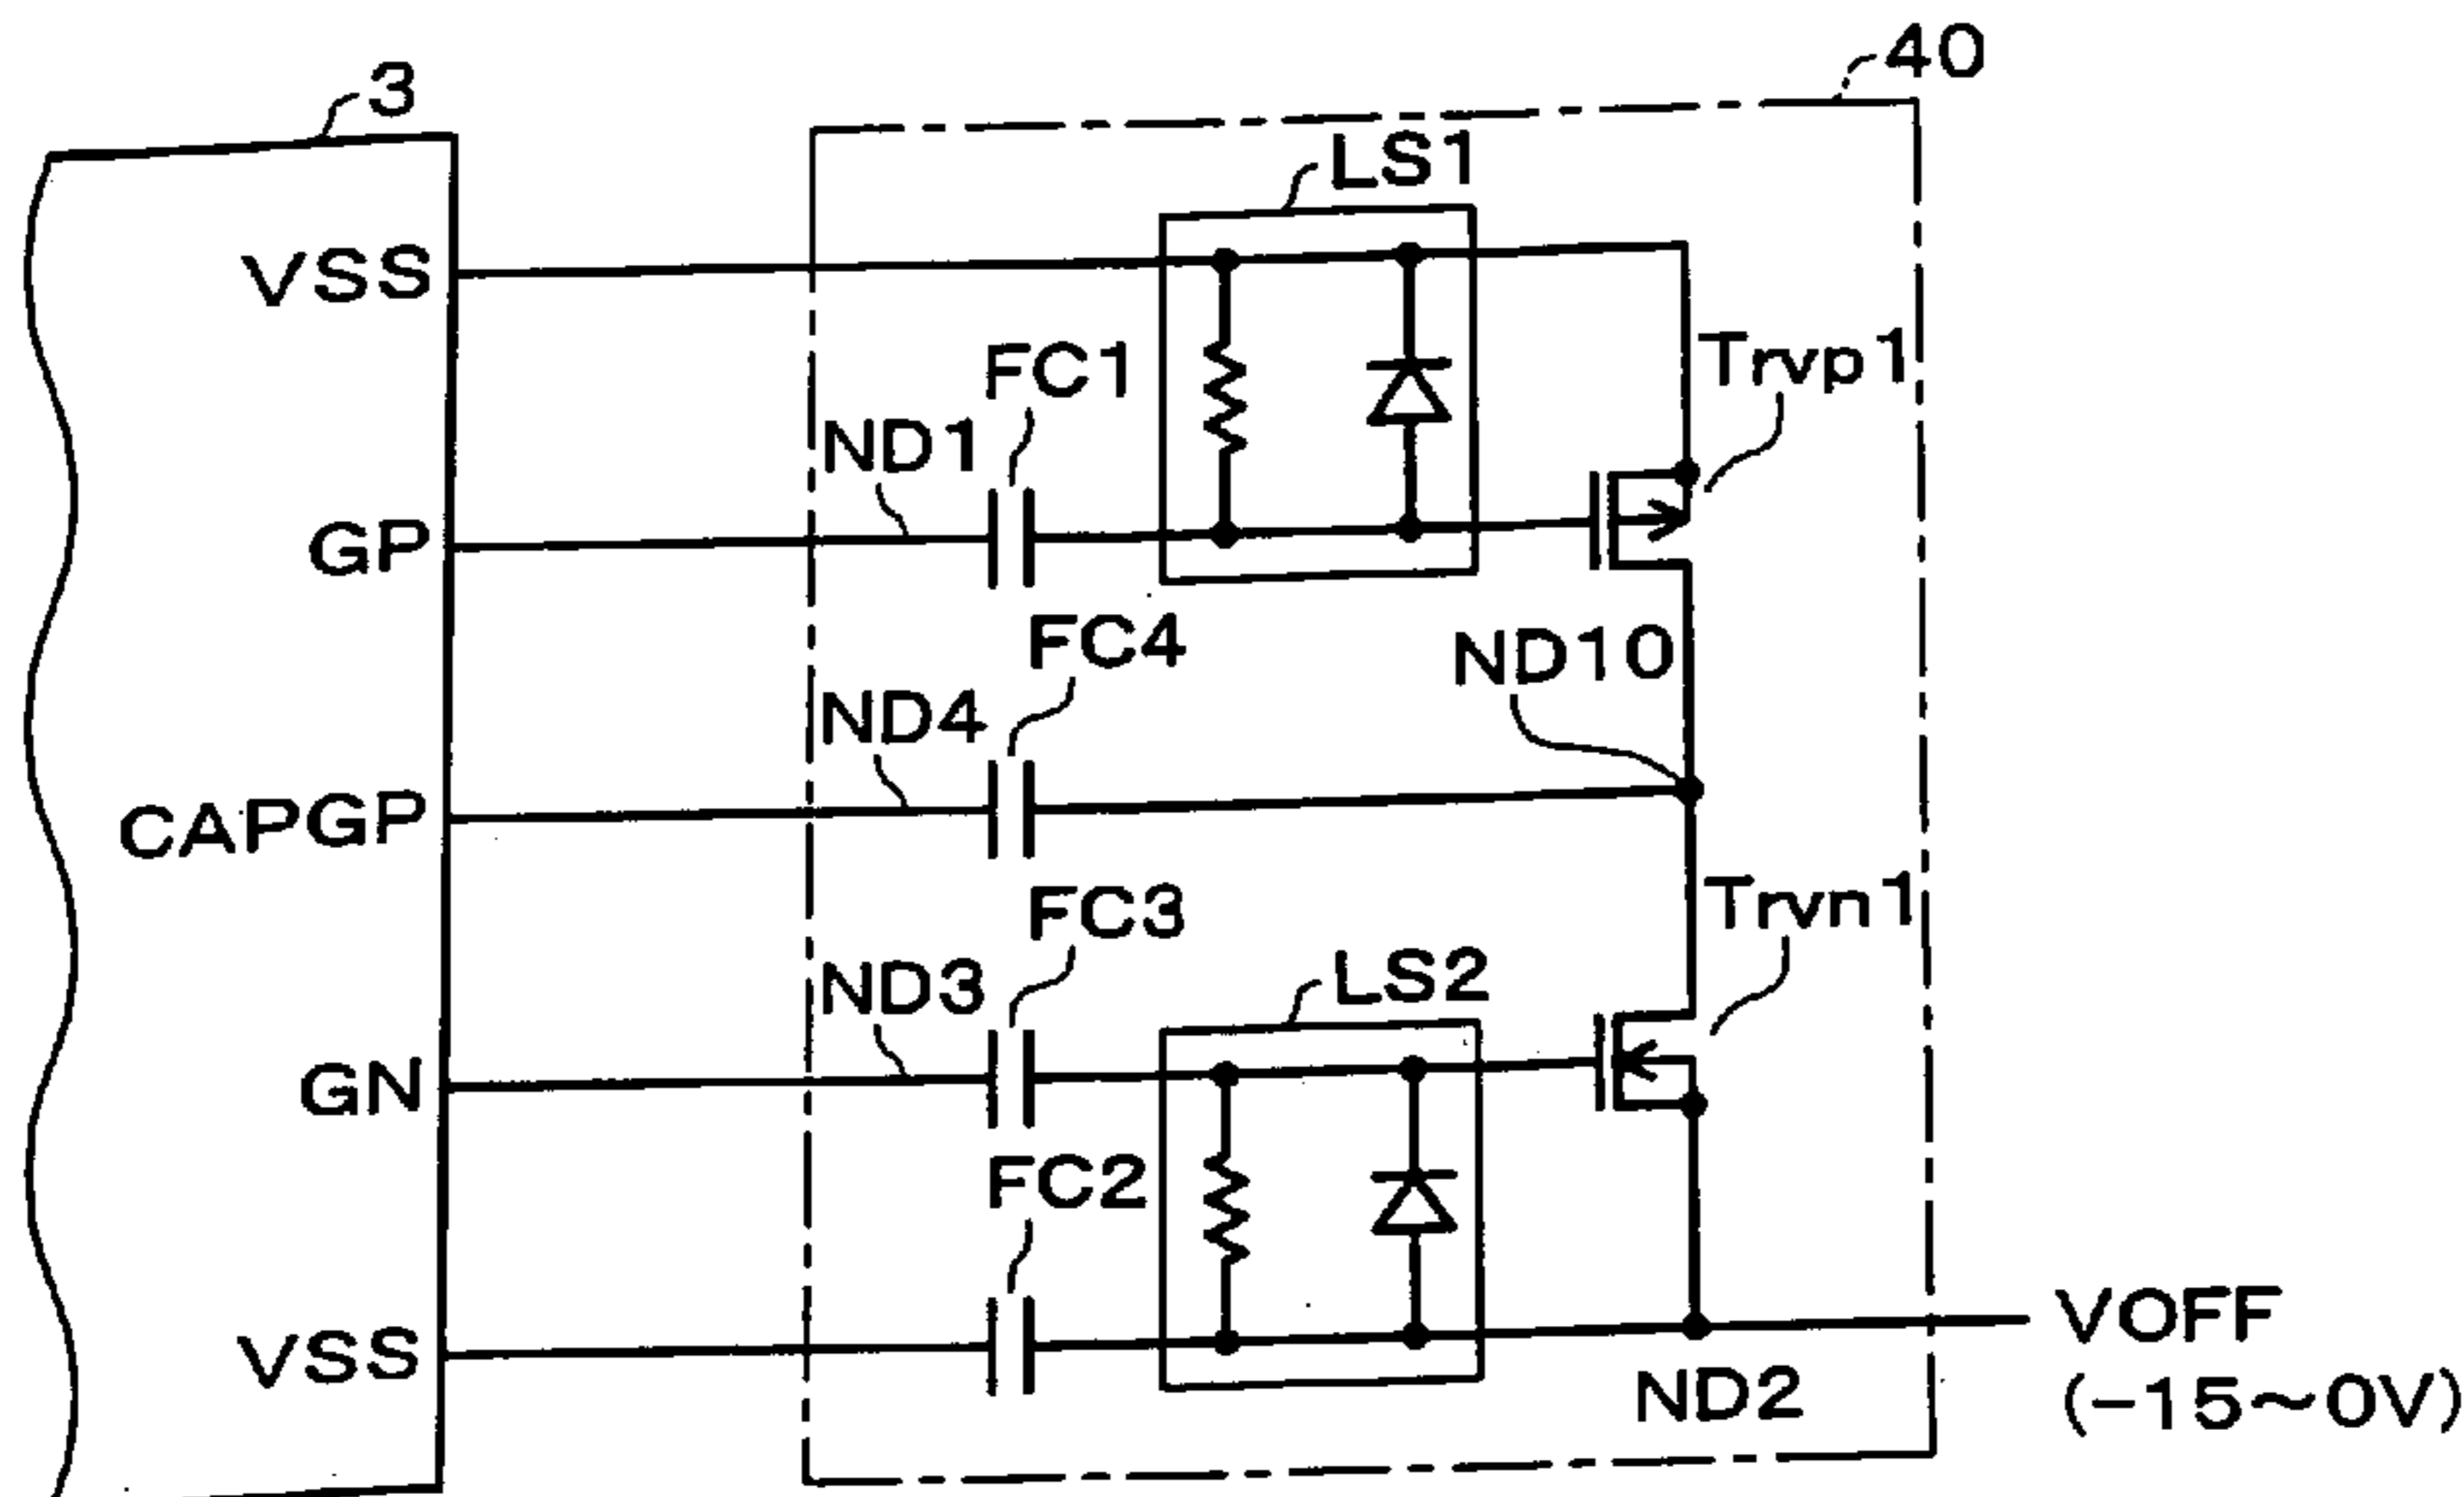 40
3
LS1
VSS
Trvp1
FC1
ND1
GP
FC4
ND10
ND4
CAPGP
Trvn1
FC3
LS2
ND3
GN
FC2
VOFF
VSS
ND2
(−15~0V)